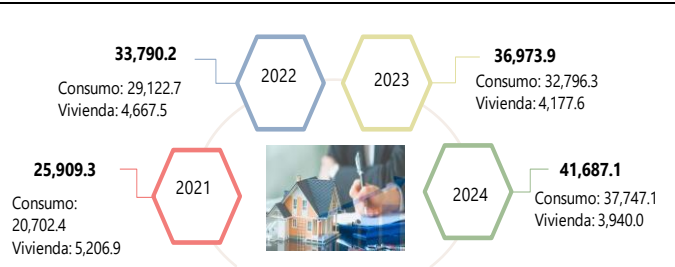 33,790.2
Consumo: 29,122.7
Vivienda: 4,667.5
2022
2023
36,973.9
Consumo: 32,796.3
Vivienda: 4,177.6
25,909.3
Consumo:
20,702.4
Vivienda: 5,206.9
2021
2024
41,687.1
Consumo: 37,747.1
Vivienda: 3,940.0